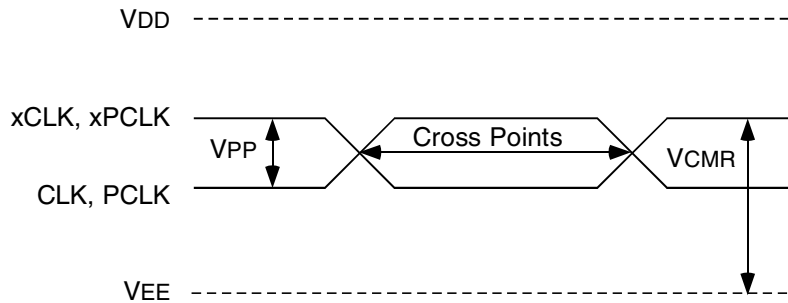 VDD
xCLK, xPCLK
VPP
Cross Points
VCMR
CLK, PCLK
VEE